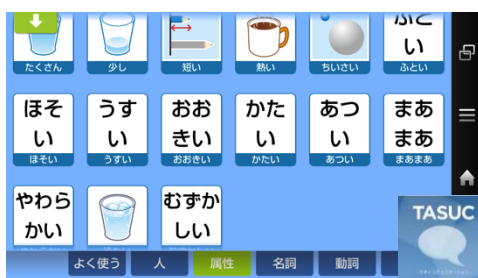 たくさん
少し
短い
熱い
ちいさい
ふと
い
ふとい
ほそ
い
ほそい
うす
い
うすい
おお
きい
おおきい
かた
い
かたい
あつ
い
あつい
まあ
まあ
まあまあ
やわら
かい
むずか
しい
TASUC
よく使う
人
属性
名詞
動詞